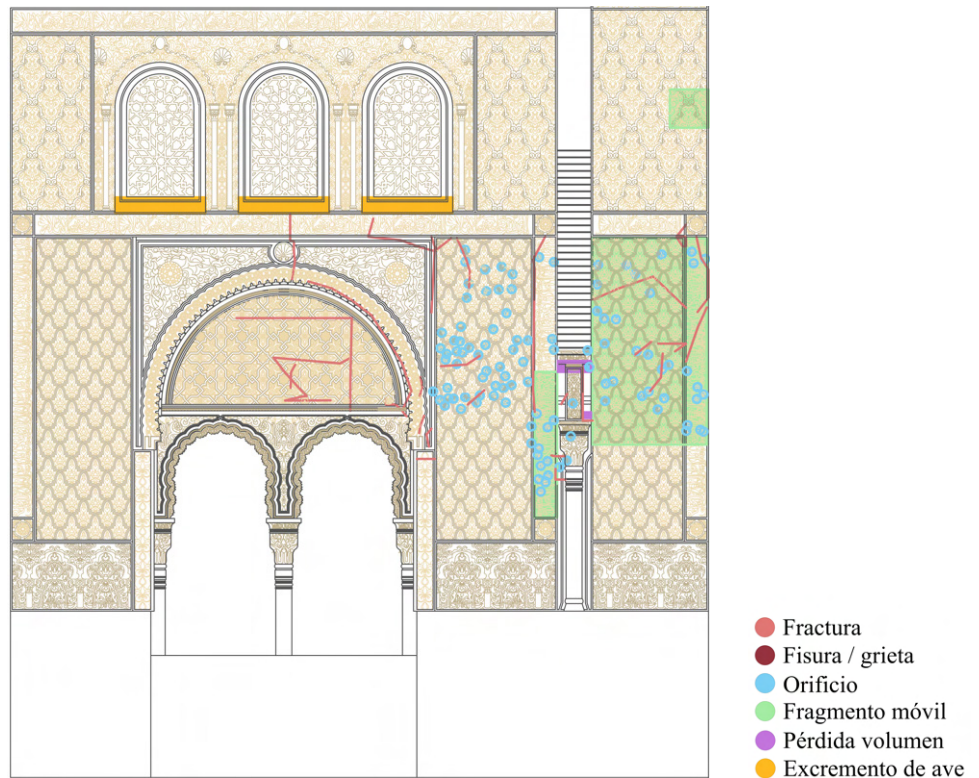 Fractura
Fisura / grieta
Orificio
Fragmento móvil
Pérdida volumen
Excremento de ave